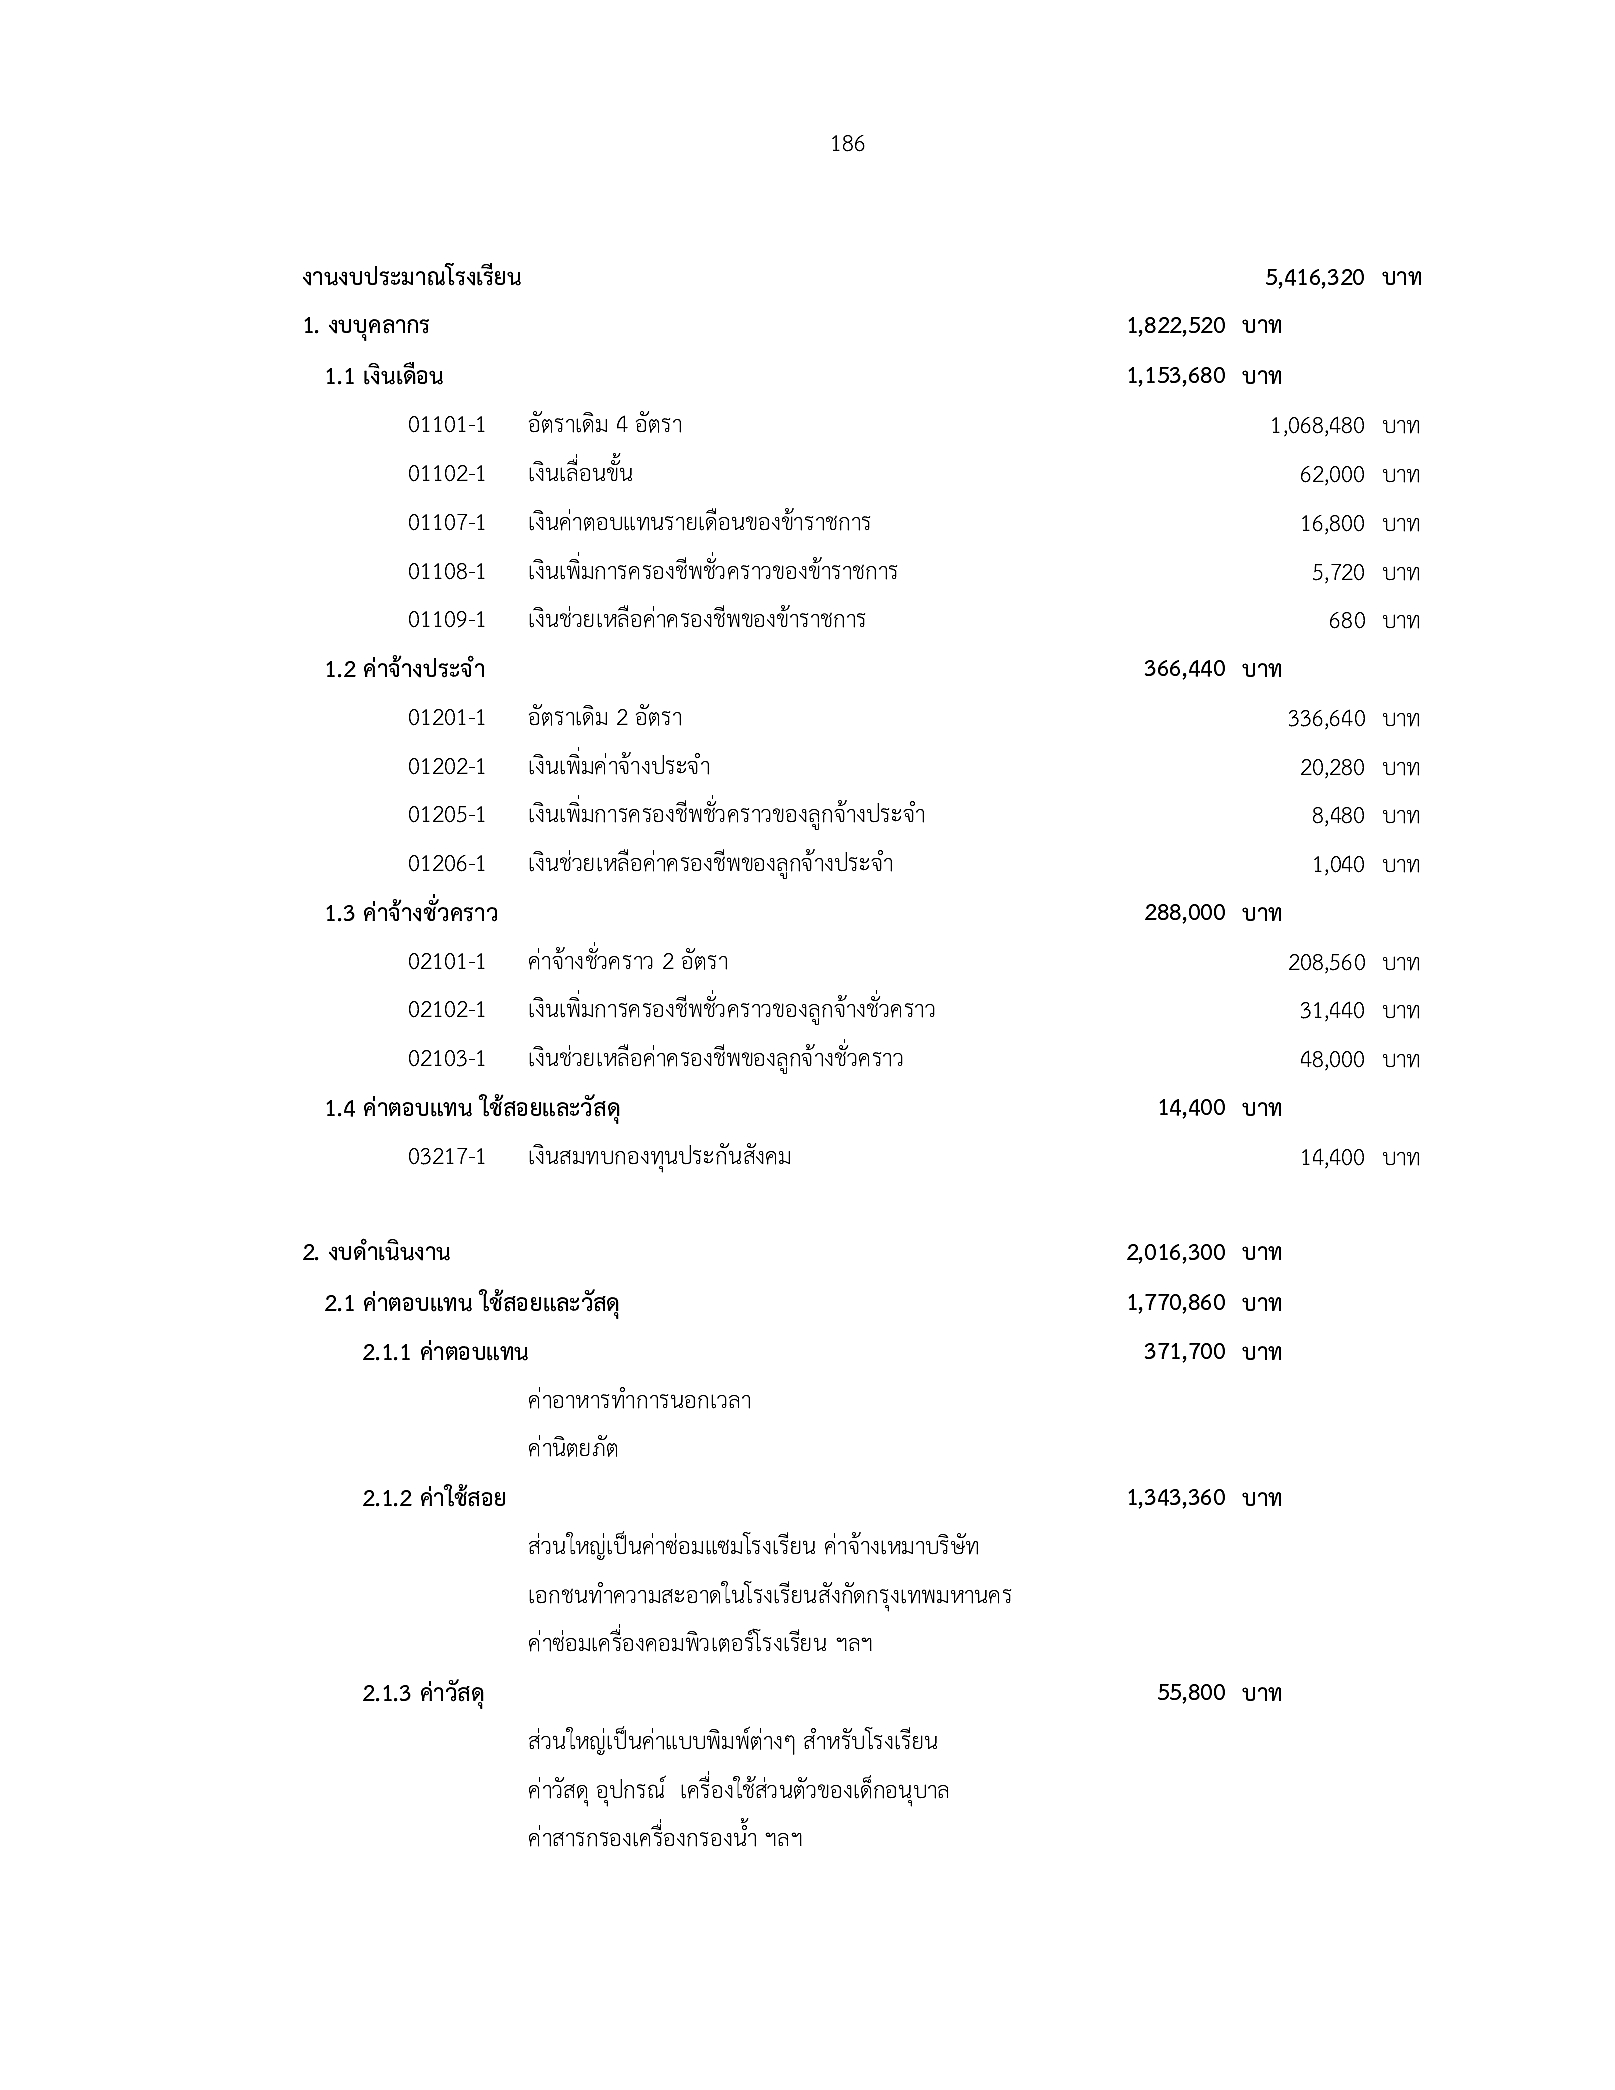 186
งานงบประมาณโรงเรียน 5,416,320 บาท
1. งบบุคลากร 1,822,520 บาท
1.1 เงินเดือน 1,153,680 บาท
01101-1 อัตราเดิม 4 อัตรา 1,068,480 บาท
01102-1 เงินเลื่อนขั้น 62,000 บาท
01107-1 เงินค่าตอบแทนรายเดือนของข้าราชการ 16,800 บาท
01108-1 เงินเพิ่มการครองชีพชั่วคราวของข้าราชการ 5,720 บาท
01109-1 เงินช่วยเหลือค่าครองชีพของข้าราชการ 680 บาท
1.2 ค่าจ้างประจำ 366,440 บาท
01201-1 อัตราเดิม 2 อัตรา 336,640 บาท
01202-1 เงินเพิ่มค่าจ้างประจำ 20,280 บาท
01205-1 เงินเพิ่มการครองชีพชั่วคราวของลูกจ้างประจำ 8,480 บาท
01206-1 เงินช่วยเหลือค่าครองชีพของลูกจ้างประจำ 1,040 บาท
1.3 ค่าจ้างชั่วคราว 288,000 บาท
02101-1 ค่าจ้างชั่วคราว 2 อัตรา 208,560 บาท
02102-1 เงินเพิ่มการครองชีพชั่วคราวของลูกจ้างชั่วคราว 31,440 บาท
02103-1 เงินช่วยเหลือค่าครองชีพของลูกจ้างชั่วคราว 48,000 บาท
1.4 ค่าตอบแทน ใช้สอยและวัสดุ 14,400 บาท
03217-1 เงินสมทบกองทุนประกันสังคม 14,400 บาท
2. งบดำเนินงาน 2,016,300 บาท
2.1 ค่าตอบแทน ใช้สอยและวัสดุ 1,770,860 บาท
2.1.1 ค่าตอบแทน 371,700 บาท
ค่าอาหารทำการนอกเวลา
ค่านิตยภัต
2.1.2 ค่าใช้สอย 1,343,360 บาท
ส่วนใหญ่เป็นค่าซ่อมแซมโรงเรียน ค่าจ้างเหมาบริษัท
เอกชนทำความสะอาดในโรงเรียนสังกัดกรุงเทพมหานคร
ค่าซ่อมเครื่องคอมพิวเตอร์โรงเรียน ฯลฯ
2.1.3 ค่าวัสดุ 55,800 บาท
ส่วนใหญ่เป็นค่าแบบพิมพ์ต่างๆ สำหรับโรงเรียน
ค่าวัสดุ อุปกรณ์ เครื่องใช้ส่วนตัวของเด็กอนุบาล
ค่าสารกรองเครื่องกรองน้ำ ฯลฯ